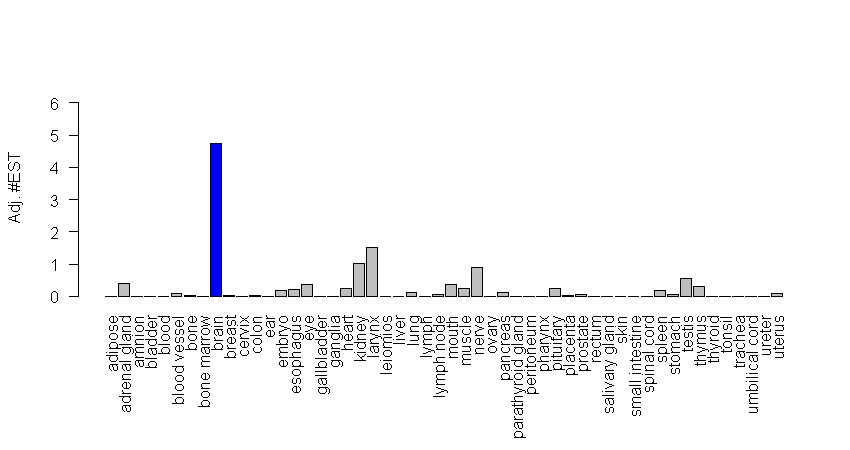 Adj. #EST
6
5
4
3
2
1
0
adipose
adrenal gland
amnion
bladder
blood
blood vessel
bone
bone marrow
brain
breast
cervix
colon
ear
embryo
esophagus
eye
gallbladder
ganglia
heart
kidney
larynx
leiomios
liver
lung
lymph
lymph node
mouth
muscle
nerve
ovary
pancreas
parathyroid gland
peritoneum
pharynx
pituitary
placenta
prostate
rectum
salivary gland
skin
small intestine
spinal cord
spleen
stomach
testis
thymus
thyroid
tonsil
trachea
umbilical cord
ureter
uterus